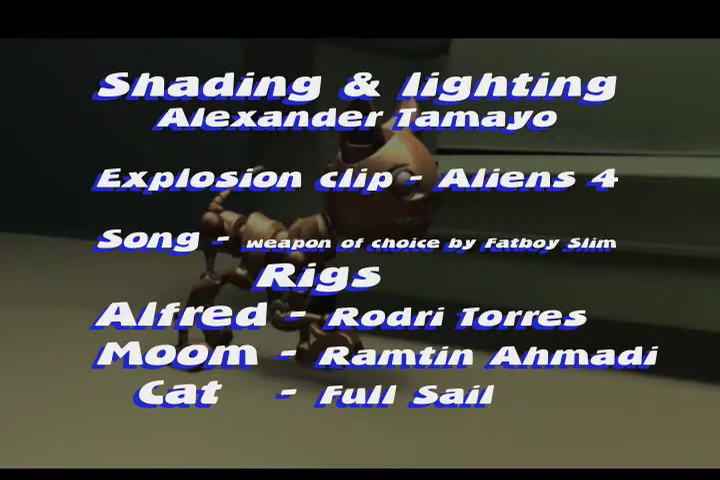 Shading & lighting
Alexander Tamayo
Explosion clip - Aliens 4
Song - weapon of choice by Fatboy Slim
Rigs
Alfred - Rodri Torres
Moom - Ramtin Ahmadi
Cat - Full Sail